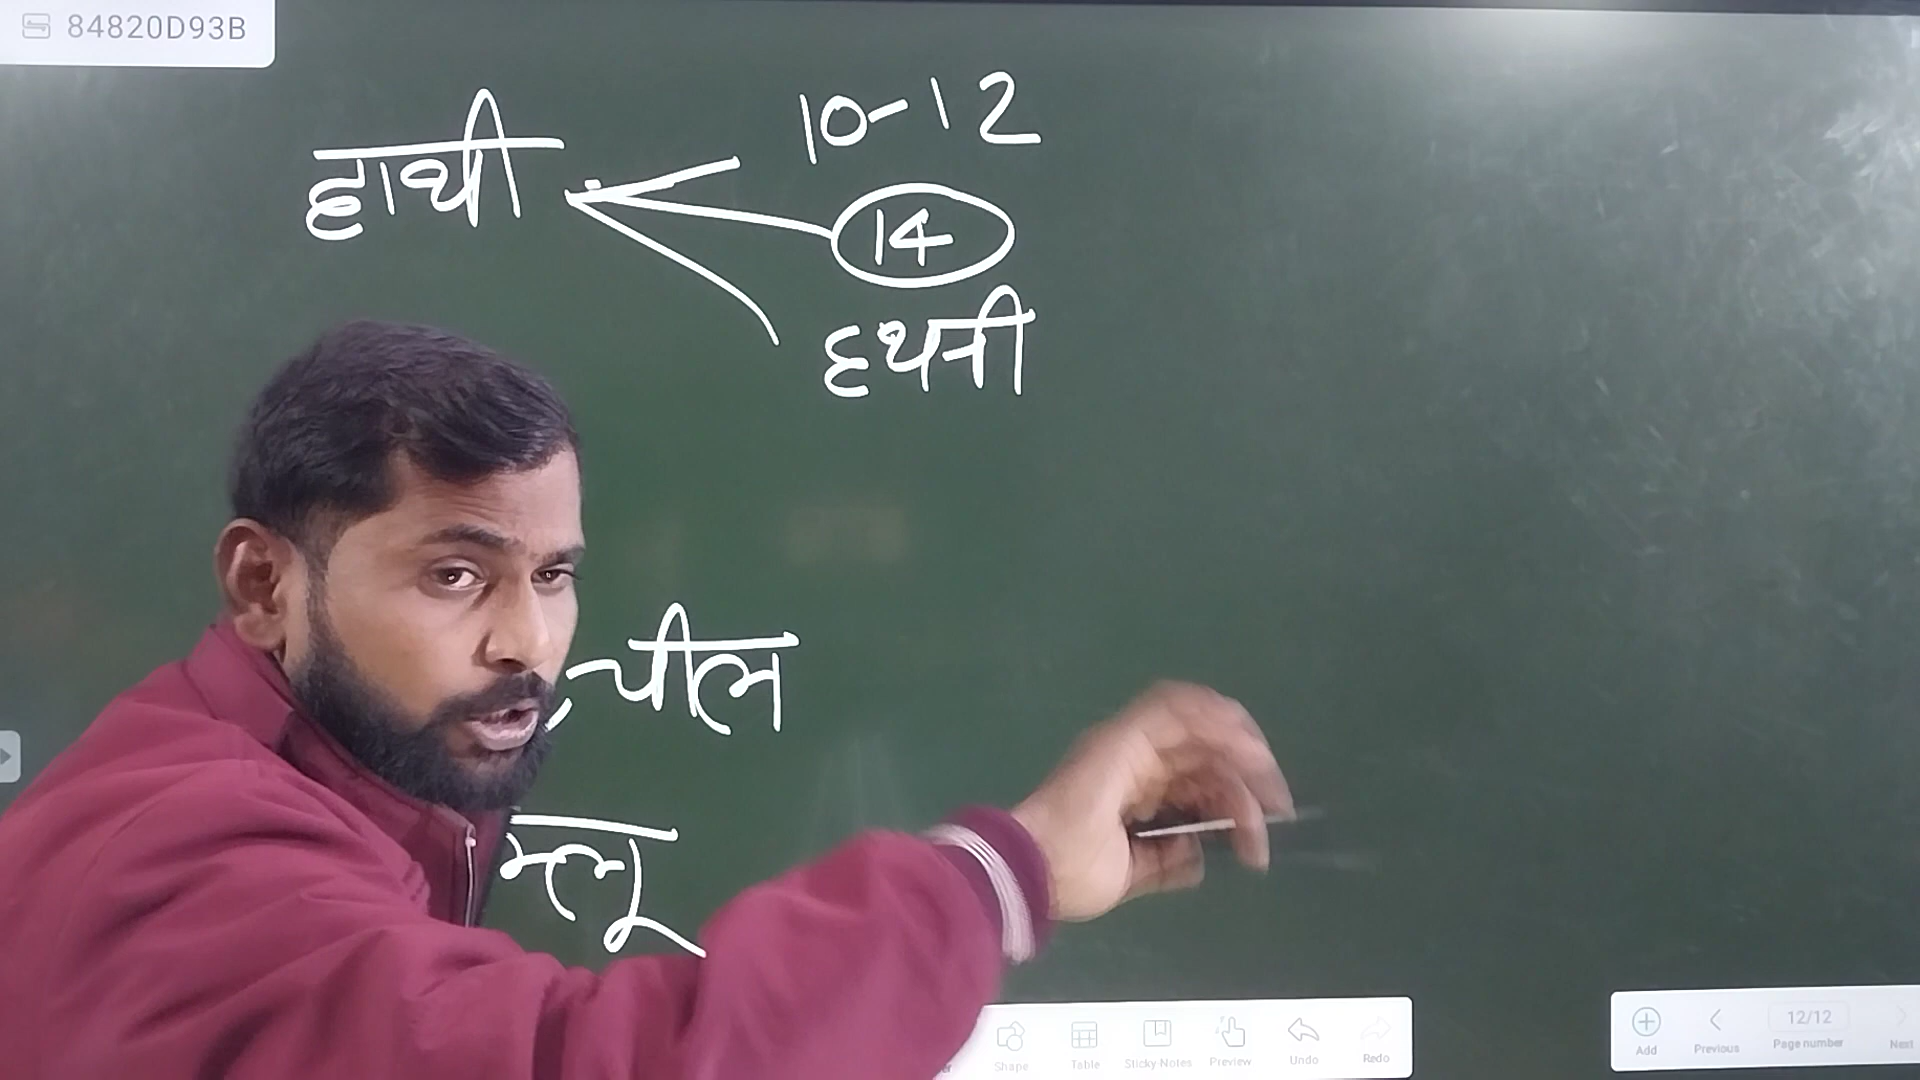 84820D93B
हाथी
10-12
14
हथनी
चील
Shape
Table
Sticky Notes
Preview
Undo
Redo
Add
Previous
12/12
Page number
Next